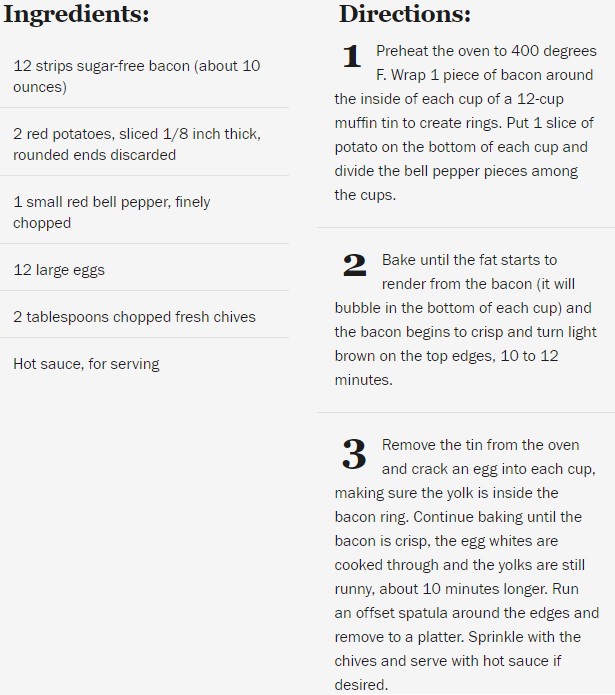 Ingredients:
12 strips sugar-free bacon (about 10
ounces)
2 red potatoes, sliced 1/8 inch thick,
rounded ends discarded
1 small red bell pepper, finely
chopped
12 large eggs
2 tablespoons chopped fresh chives
Hot sauce, for serving
Directions:
1 Preheat the oven to 400 degrees
F. Wrap 1 piece of bacon around
the inside of each cup of a 12-cup
muffin tin to create rings. Put 1 slice of
potato on the bottom of each cup and
divide the bell pepper pieces among
the cups.
2 Bake until the fat starts to
render from the bacon (it will
bubble in the bottom of each cup) and
the bacon begins to crisp and turn light
brown on the top edges, 10 to 12
minutes.
3 Remove the tin from the oven
and crack an egg into each cup,
making sure the yolk is inside the
bacon ring. Continue baking until the
bacon is crisp, the egg whites are
cooked through and the yolks are still
runny, about 10 minutes longer. Run
an offset spatula around the edges and
remove to a platter. Sprinkle with the
chives and serve with hot sauce if
desired.